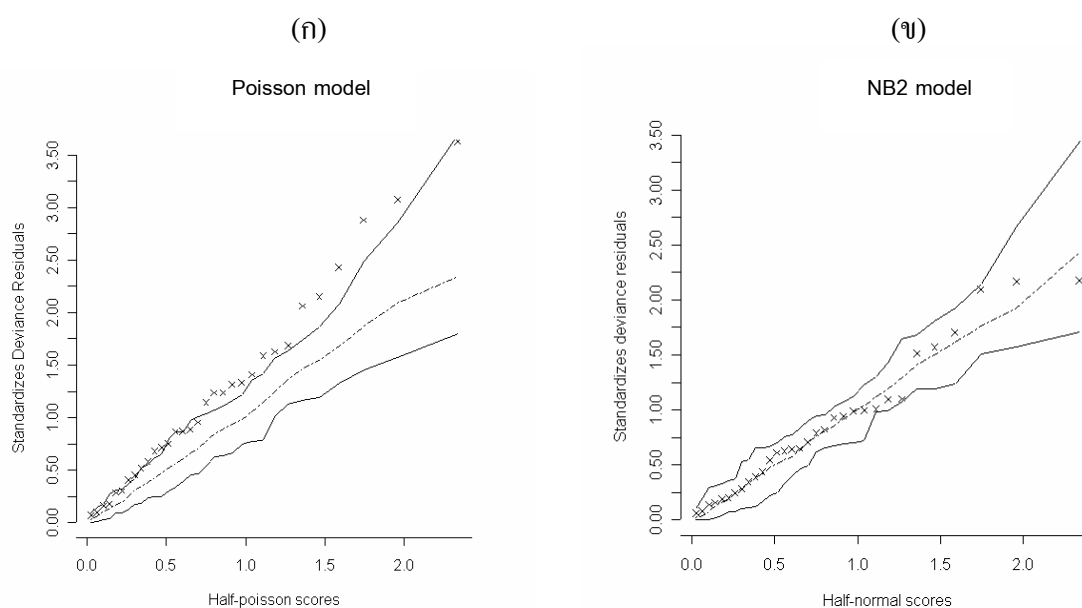 (ก)
Poisson model
Standardizes Deviance Residuals
3.50
3.00
2.50
2.00
1.50
1.00
0.50
0.00
0.0 0.5 1.0 1.5 2.0
Half-poisson scores
(ข)
NB2 model
Standardizes deviance residuals
3.50
3.00
2.50
2.00
1.50
1.00
0.50
0.00
0.0 0.5 1.0 1.5 2.0
Half-normal scores